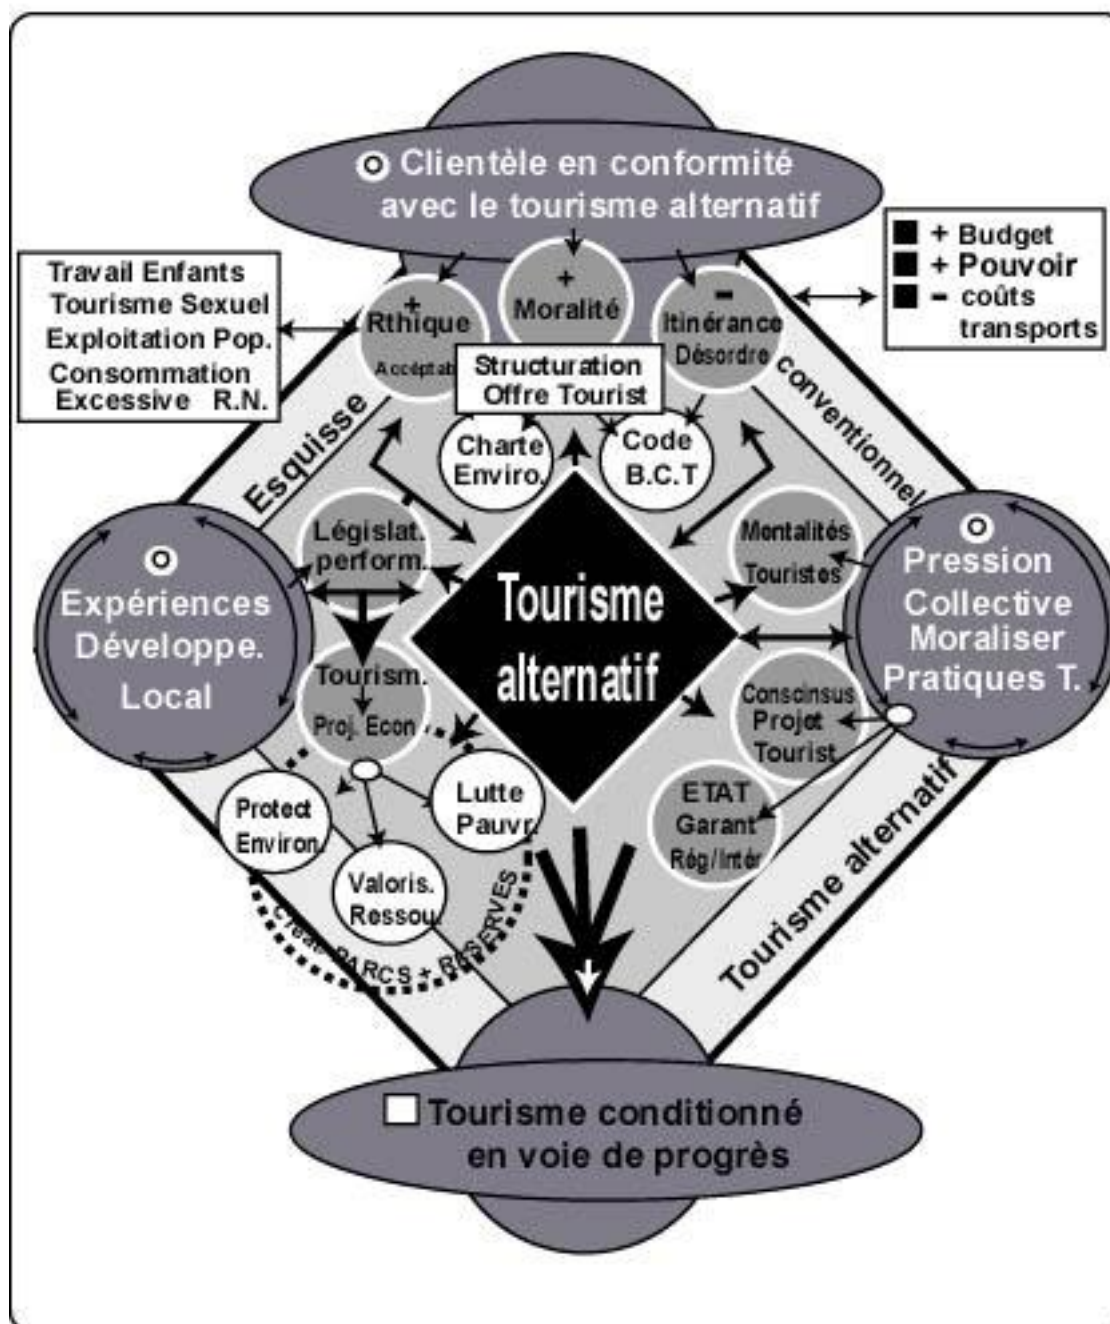 Clientèle en conformité
avec le tourisme alternatif
+ Budget
+ Pouvoir
- coûts
transports
Travail Enfants
Tourisme Sexuel
Exploitation Pop.
Consommation
Excessive R.N.
+
Rthique
Accéptab
+
Moralité
-
Itinérance
Désordre
Structuration
Offre Tourist
Charte
Enviro.
Code
B.C.T
Esquisse
conventionnel
Législat.
perform.
Mentalités
Touristes
Expériences
Développe.
Local
Tourisme
alternatif
Pression
Collective
Moraliser
Pratiques T.
Tourism.
Proj. Econ
Conscinsus
Projet
Tourist
Protect
Environ.
Lutte
Pauvr.
Valoris.
Ressou.
ETAT
Garant
Rég/Intér
PARCS + RESERVES
Tourisme alternatif
Tourisme conditionné
en voie de progrès